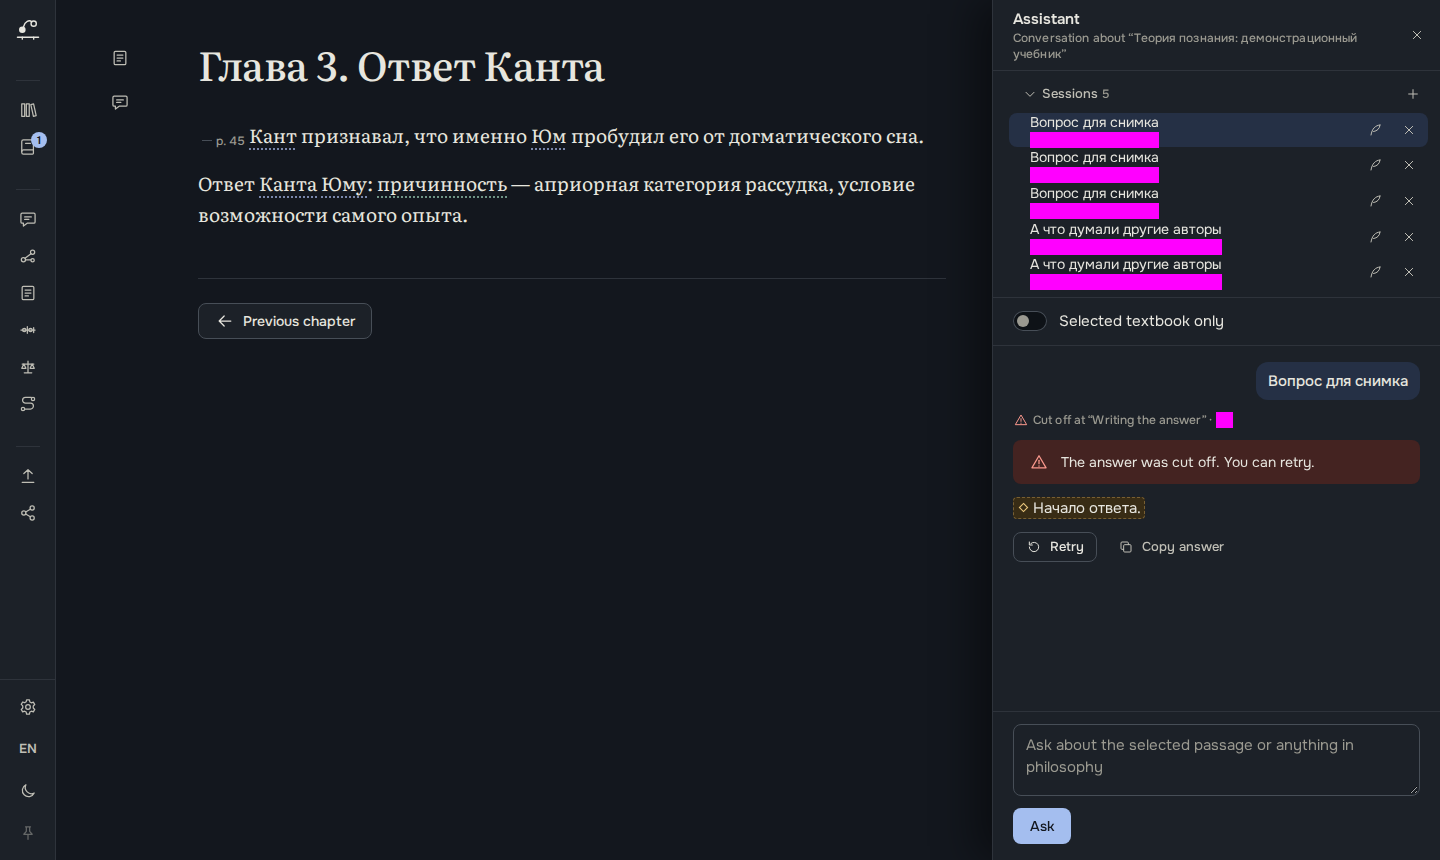 1
EN
Глава 3. Ответ Канта
— p. 45 Кант признавал, что именно Юм пробудил его от догматического сна.
Ответ Канта Юму: причинность — априорная категория рассудка, условие
возможности самого опыта.
Previous chapter
Assistant
Conversation about “Теория познания: демонстрационный
учебник”
Sessions 5
Вопрос для снимка
Вопрос для снимка
Вопрос для снимка
А что думали другие авторы
А что думали другие авторы
Selected textbook only
Вопрос для снимка
Cut off at “Writing the answer” ·
The answer was cut off. You can retry.
Начало ответа.
Retry
Copy answer
Ask about the selected passage or anything in
philosophy
Ask